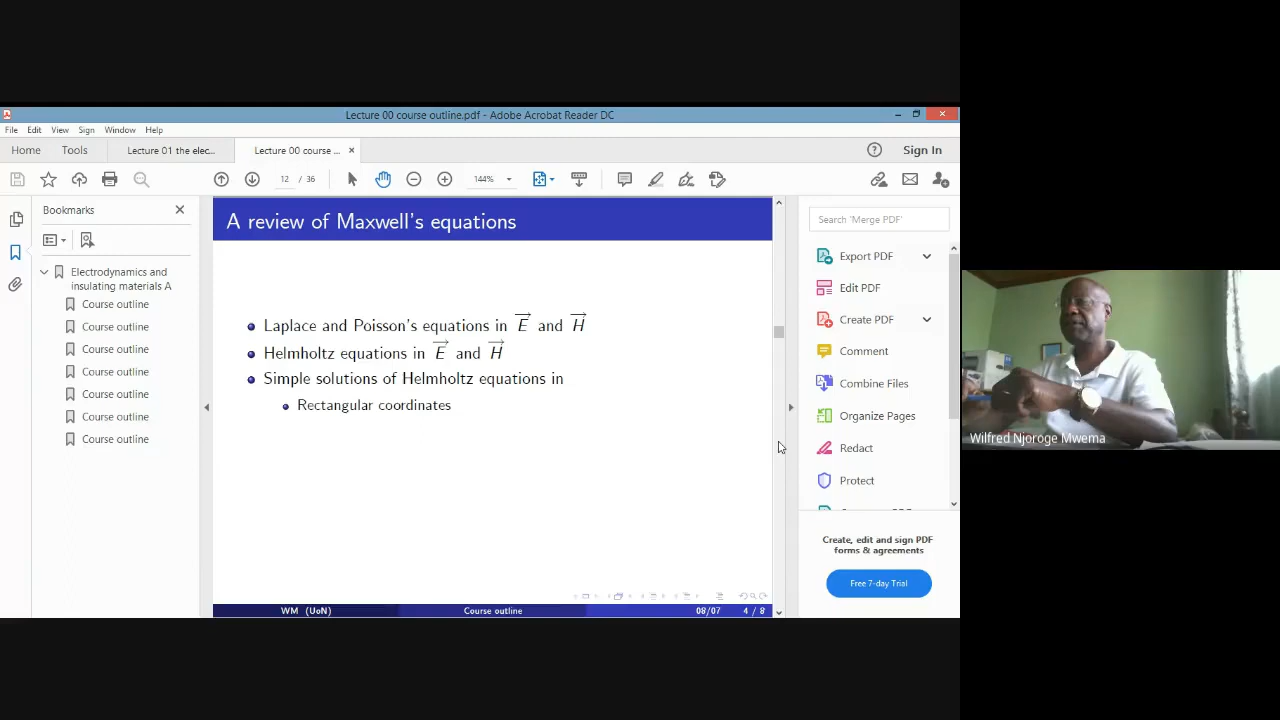 Lecture 00 course outline.pdf - Adobe Acrobat Reader DC
File Edit View Sign Window Help
Home Tools Lecture 01 the elec... Lecture 00 course ... Sign In
12 / 36 144%
Bookmarks
Electrodynamics and
insulating materials A
Course outline
Course outline
Course outline
Course outline
Course outline
Course outline
Course outline
A review of Maxwell's equations
Laplace and Poisson's equations in E and H
Helmholtz equations in E and H
Simple solutions of Helmholtz equations in
Rectangular coordinates
WM (UoN) Course outline 08/07 4 / 8
Search 'Merge PDF'
Export PDF
Edit PDF
Create PDF
Comment
Combine Files
Organize Pages
Redact
Protect
Create, edit and sign PDF
forms & agreements
Free 7-day Trial
Wilfred Njoroge Mwema